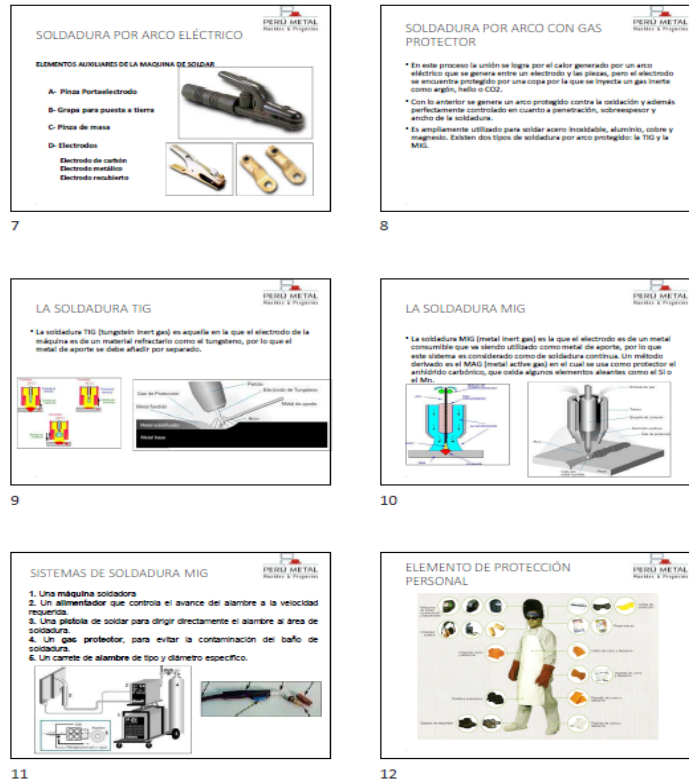 SOLDADURA POR ARCO ELÉCTRICO
PERÚ METAL
ELEMENTOS AUXILIARES DE LA MAQUINA DE SOLDAR
A- Pinza Portaelectrodo
B- Grapa para puesta a tierra
C- Pinza de masa
D- Electrodos
Electrodo de carbón
Electrodo metálico
Electrodo recubierto
7
SOLDADURA POR ARCO CON GAS
PROTECTOR
PERÚ METAL
• En este proceso la unión se logra por el calor generado por un arco
eléctrico que se genera entre un electrodo y las piezas, pero el electrodo
se encuentra protegido por una copa por la que se inyecta un gas inerte
como argón, helio o CO2.
• Con lo anterior se genera un arco protegido contra la oxidación y además
perfectamente controlado en cuanto a penetración, sobreespesor y
ancho de la soldadura.
• Es ampliamente utilizado para soldar acero inoxidable, aluminio, cobre y
magnesio. Existen dos tipos de soldadura por arco protegido: la TIG y la
MIG.
8
LA SOLDADURA TIG
PERÚ METAL
• La soldadura TIG (tungstein inert gas) es aquella en la que el electrodo de la
máquina es de un material refractario como el tungsteno, por lo que el
metal de aporte se debe añadir por separado.
Pistola
Gas de Protección
Electrodo de Tungsteno
Metal fundido
Metal de aporte
Arco
Metal solidificado
Metal base
9
LA SOLDADURA MIG
PERÚ METAL
• La soldadura MIG (metal inert gas) es la que el electrodo es de un metal
consumible que va siendo utilizado como metal de aporte, por lo que
este sistema es considerado como de soldadura continua. Un método
derivado es el MAG (metal active gas) en el cual se usa como protector el
anhídrido carbónico, que oxida algunos elementos aleantes como el Si o
el Mn.
10
SISTEMAS DE SOLDADURA MIG
PERÚ METAL
1. Una máquina soldadora
2. Un alimentador que controla el avance del alambre a la velocidad
requerida.
3. Una pistola de soldar para dirigir directamente el alambre al área de
soldadura.
4. Un gas protector, para evitar la contaminación del baño de
soldadura.
5. Un carrete de alambre de tipo y diámetro específico.
11
ELEMENTO DE PROTECCIÓN
PERSONAL
PERÚ METAL
12